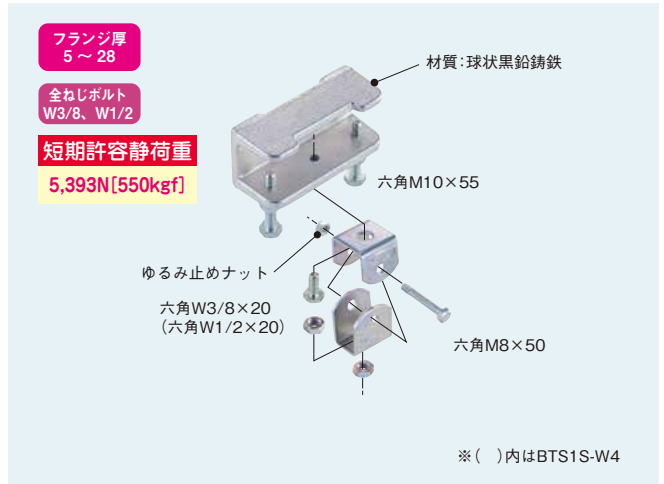 フランジ厚
5～28
全ねじボルト
W3/8、W1/2
短期許容静荷重
5,393N[550kgf]
材質:球状黒鉛鋳鉄
六角M10×55
ゆるみ止めナット
六角W3/8×20
(六角W1/2×20)
六角M8×50
※(　)内はBTS1S-W4